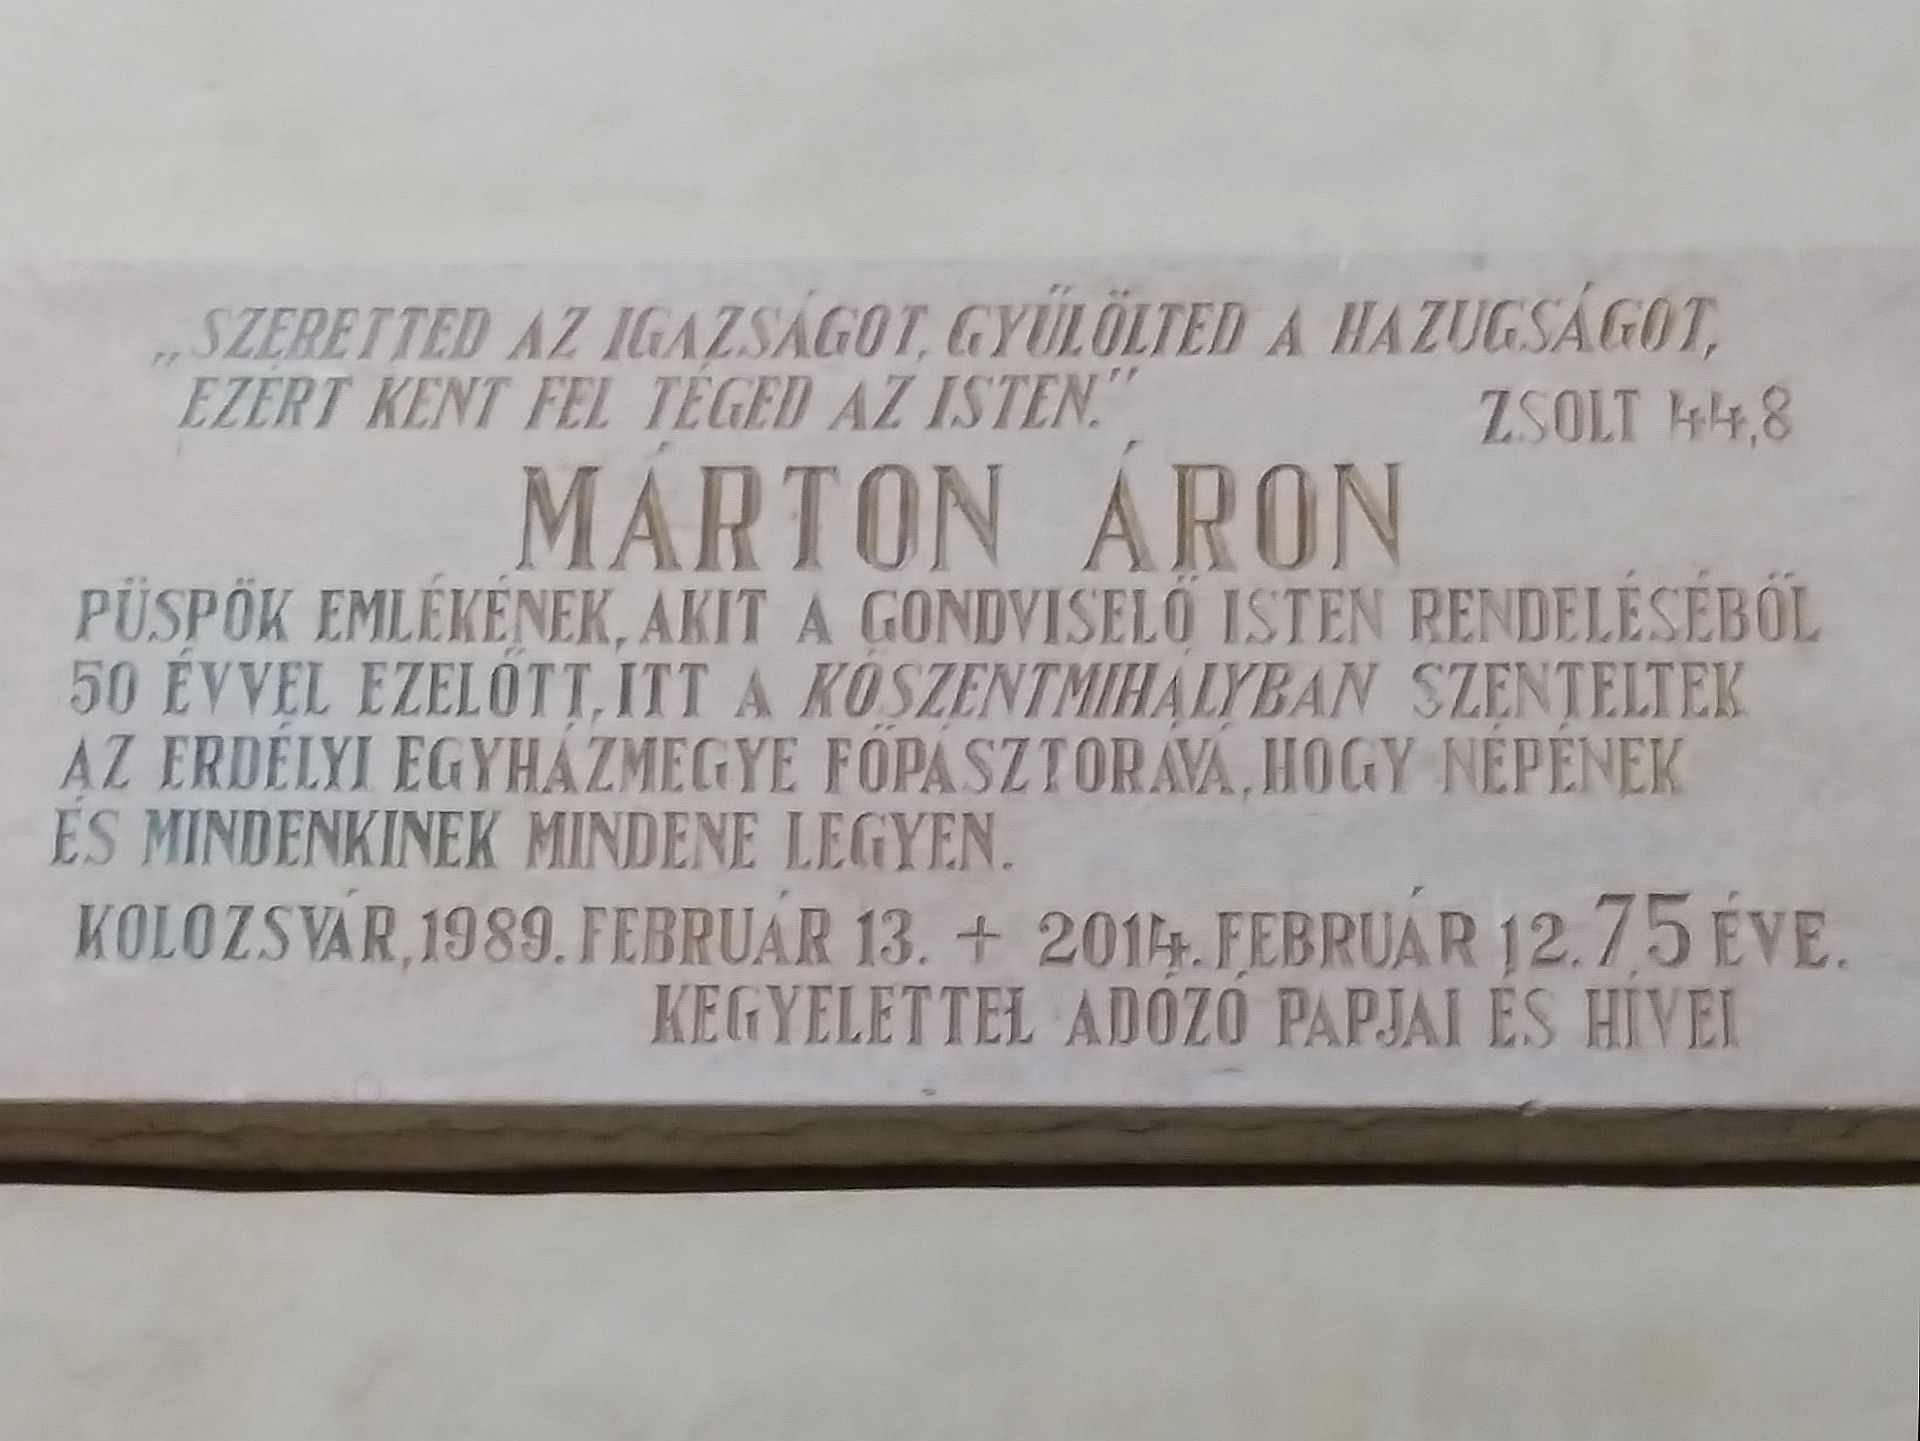 „SZERETTED AZ IGAZSÁGOT, GYŰLÖLTED A HAZUGSÁGOT,
EZÉRT KENT FEL TÉGED AZ ISTEN.” ZSOLT 44,8
MÁRTON ÁRON
PÜSPÖK EMLÉKÉNEK, AKIT A GONDVISELŐ ISTEN RENDELÉSÉBŐL
50 ÉVVEL EZELŐTT, ITT A KŐSZENTMIHÁLYBAN SZENTELTEK
AZ ERDÉLYI EGYHÁZMEGYE FŐPÁSZTORÁVÁ, HOGY NÉPÉNEK
ÉS MINDENKINEK MINDENE LEGYEN.
KOLOZSVÁR, 1989. FEBRUÁR 13. + 2014. FEBRUÁR 12. 75 ÉVE.
KEGYELETTEL ADÓZÓ PAPJAI ÉS HÍVEI